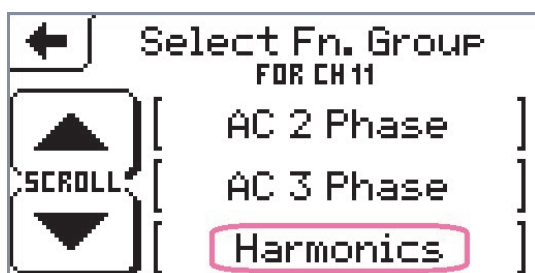 Select Fn. Group
FOR CH 11
AC 2 Phase
SCROLL
AC 3 Phase
Harmonics